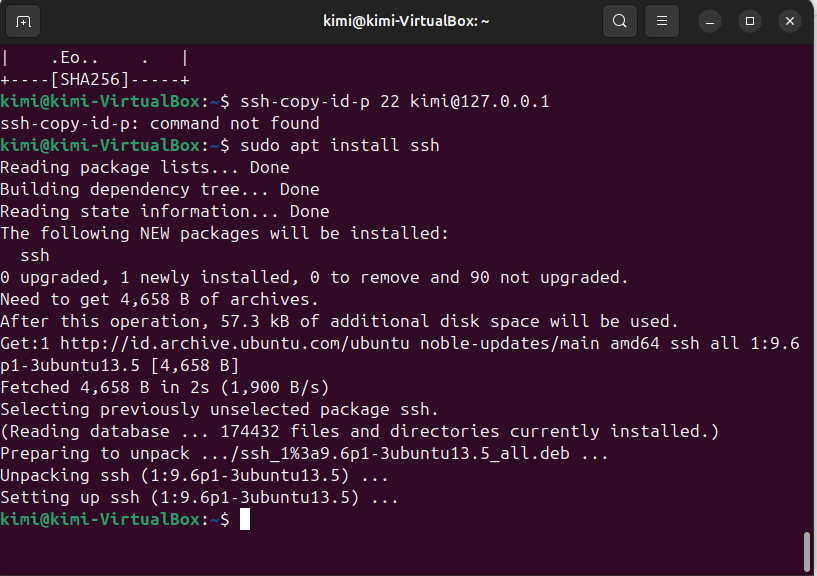 kimi@kimi-VirtualBox: ~
|    .Eo..    .   |
+----[SHA256]-----+
kimi@kimi-VirtualBox:~$ ssh-copy-id-p 22 kimi@127.0.0.1
ssh-copy-id-p: command not found
kimi@kimi-VirtualBox:~$ sudo apt install ssh
Reading package lists... Done
Building dependency tree... Done
Reading state information... Done
The following NEW packages will be installed:
  ssh
0 upgraded, 1 newly installed, 0 to remove and 90 not upgraded.
Need to get 4,658 B of archives.
After this operation, 57.3 kB of additional disk space will be used.
Get:1 http://id.archive.ubuntu.com/ubuntu noble-updates/main amd64 ssh all 1:9.6
p1-3ubuntu13.5 [4,658 B]
Fetched 4,658 B in 2s (1,900 B/s)
Selecting previously unselected package ssh.
(Reading database ... 174432 files and directories currently installed.)
Preparing to unpack .../ssh_1%3a9.6p1-3ubuntu13.5_all.deb ...
Unpacking ssh (1:9.6p1-3ubuntu13.5) ...
Setting up ssh (1:9.6p1-3ubuntu13.5) ...
kimi@kimi-VirtualBox:~$